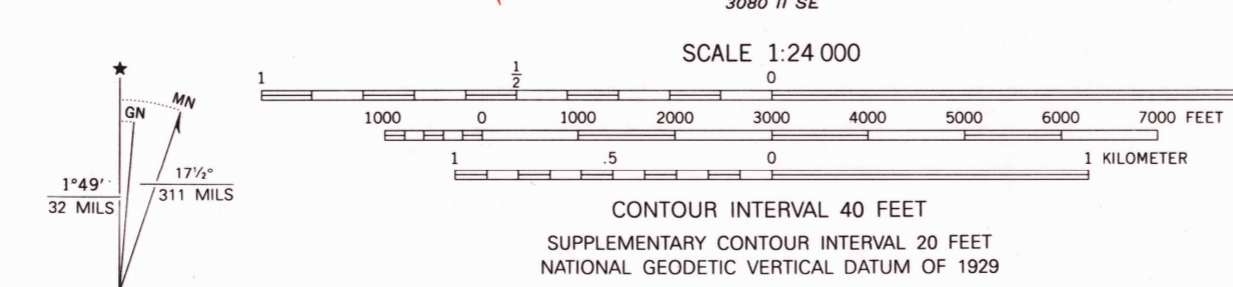 3080 II SE
SCALE 1:24 000
1 1/2 0
1000 0 1000 2000 3000 4000 5000 6000 7000 FEET
1 .5 0 1 KILOMETER
CONTOUR INTERVAL 40 FEET
SUPPLEMENTARY CONTOUR INTERVAL 20 FEET
NATIONAL GEODETIC VERTICAL DATUM OF 1929
★
MN
GN
1°49'
32 MILS
17½°
311 MILS